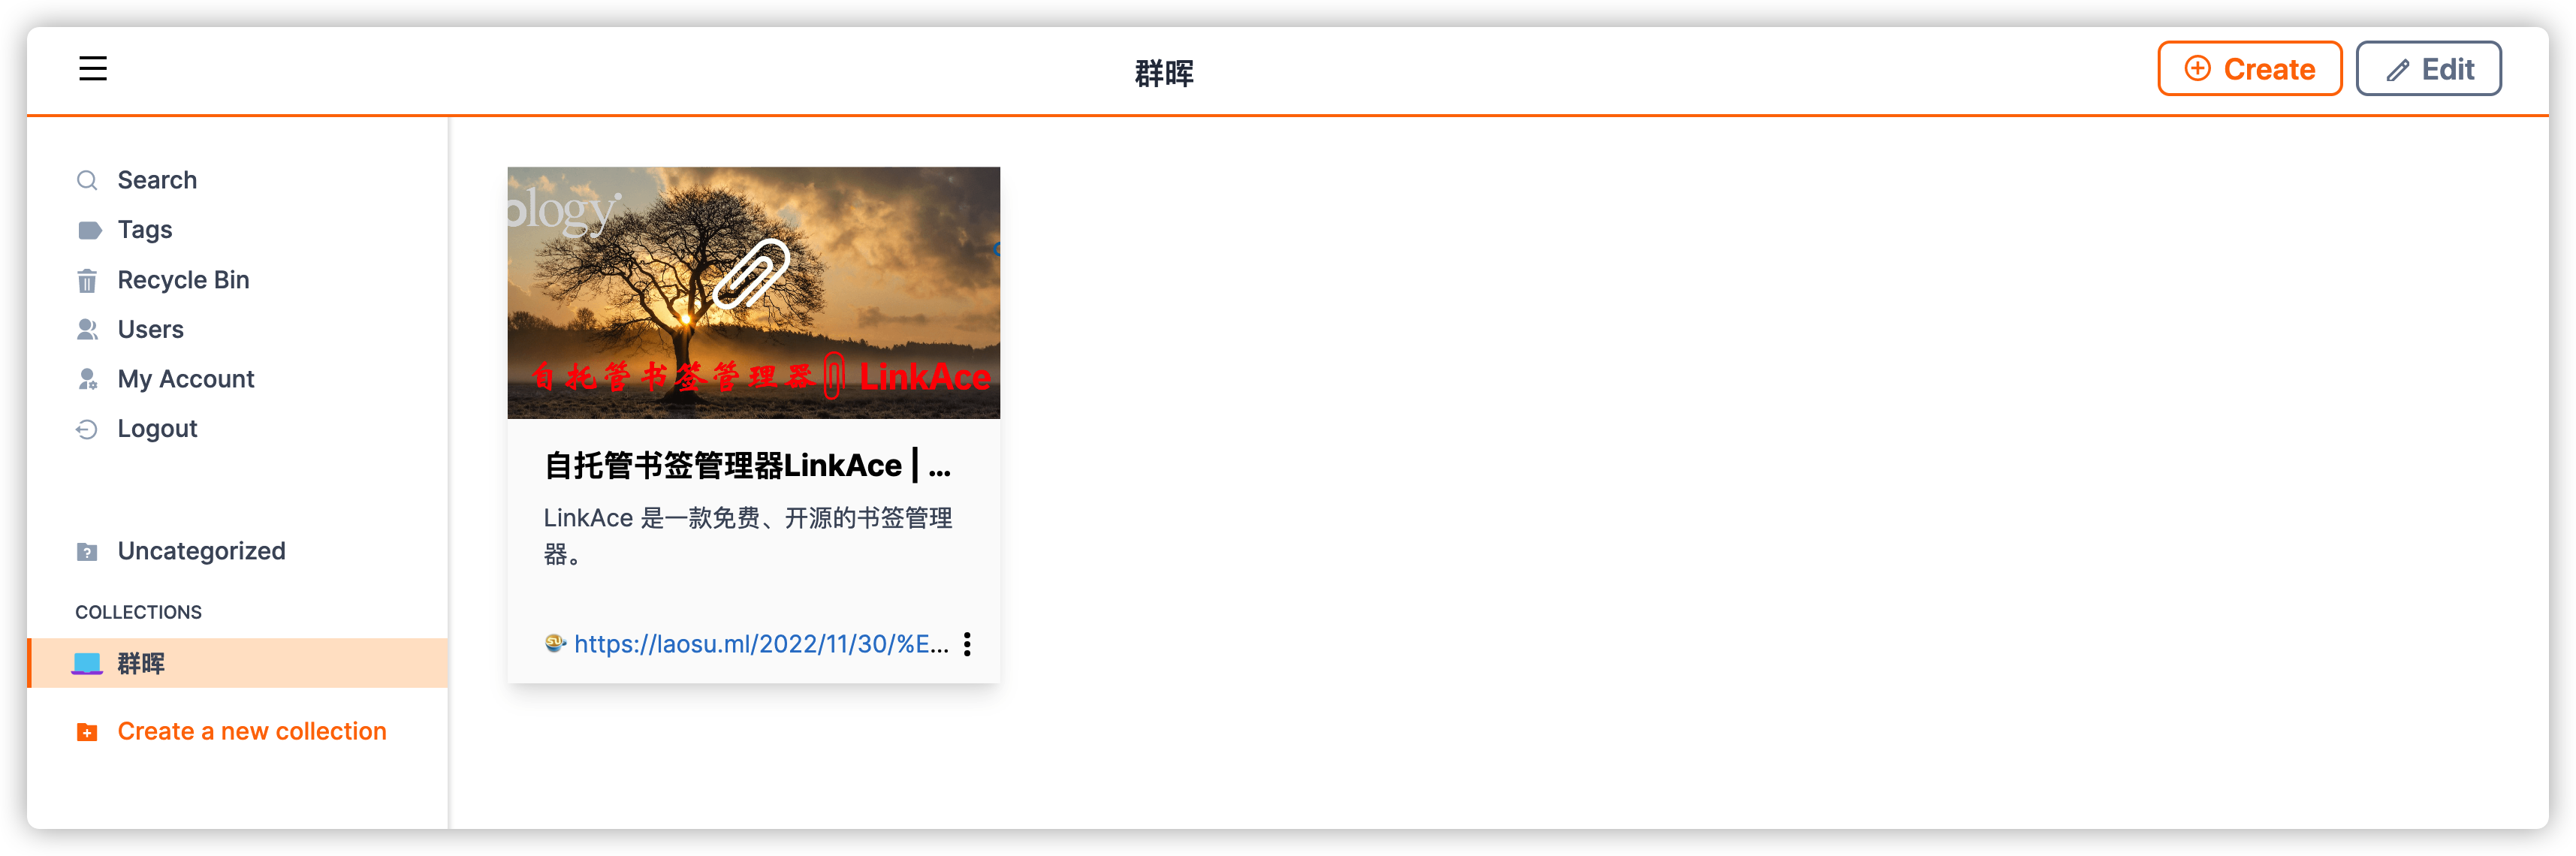 群晖
Create
Edit
Search
Tags
Recycle Bin
Users
My Account
Logout
Uncategorized
COLLECTIONS
群晖
Create a new collection
ology
自托管书签管理器 LinkAce
自托管书签管理器LinkAce | ...
LinkAce 是一款免费、开源的书签管理
器。
https://laosu.ml/2022/11/30/%E...